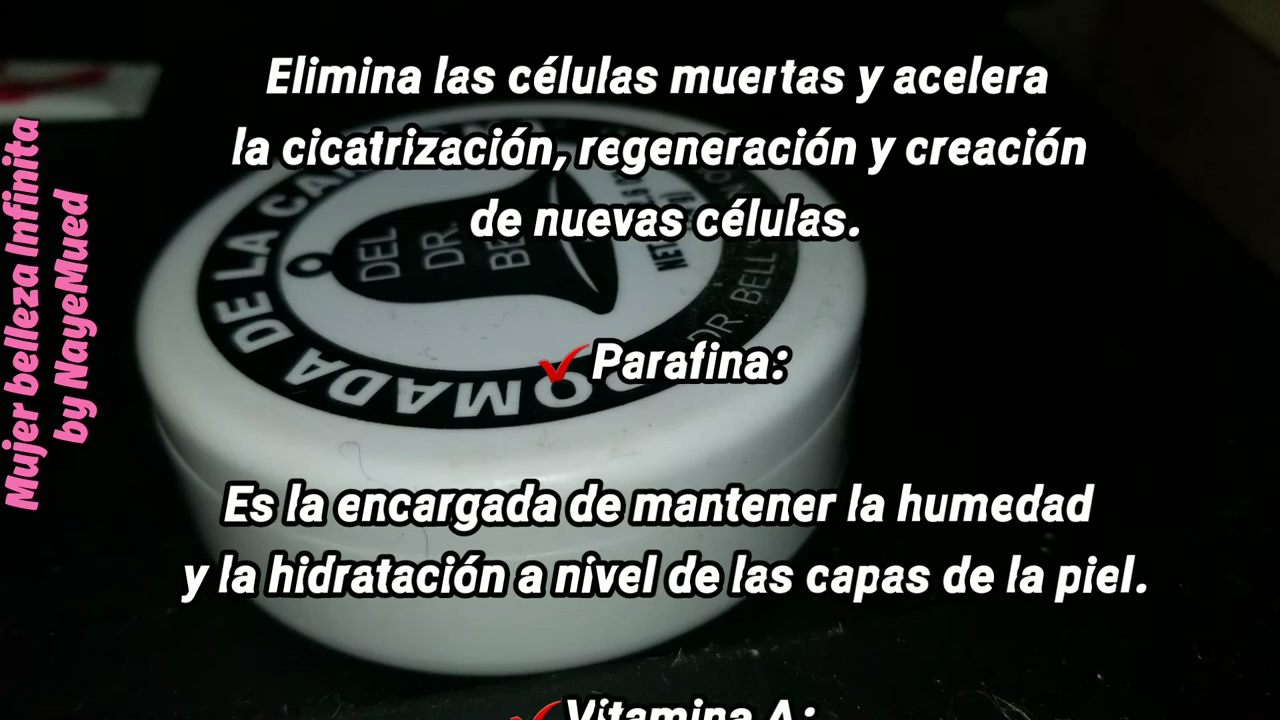 Elimina las células muertas y acelera
la cicatrización, regeneración y creación
de nuevas células.
✔Parafina:
Es la encargada de mantener la humedad
y la hidratación a nivel de las capas de la piel.
✔Vitamina A:
Mujer belleza Infinita
by NayeMued
POMADA DE LA
DEL
DR.
DR. BELL